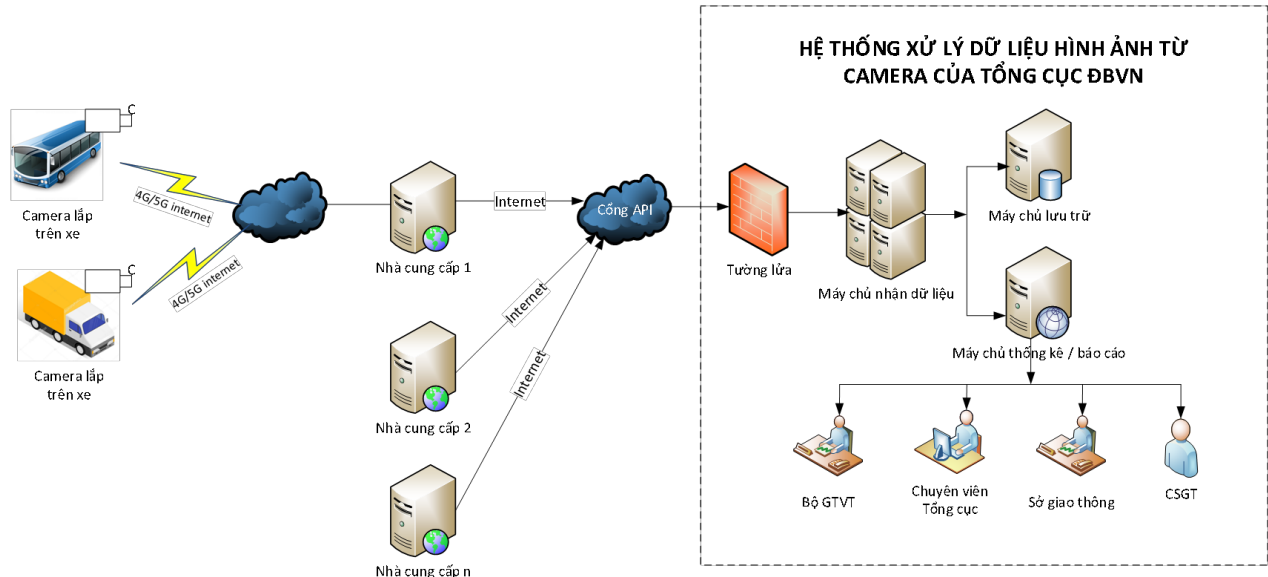 HỆ THỐNG XỬ LÝ DỮ LIỆU HÌNH ẢNH TỪ
CAMERA CỦA TỔNG CỤC ĐBVN
C
Camera lắp
trên xe
4G/5G internet
C
Camera lắp
trên xe
4G/5G internet
Nhà cung cấp 1
Internet
Nhà cung cấp 2
Internet
Nhà cung cấp n
Internet
Cổng API
Tường lửa
Máy chủ nhận dữ liệu
Máy chủ lưu trữ
Máy chủ thống kê / báo cáo
Bộ GTVT
Chuyên viên
Tổng cục
Sở giao thông
CSGT